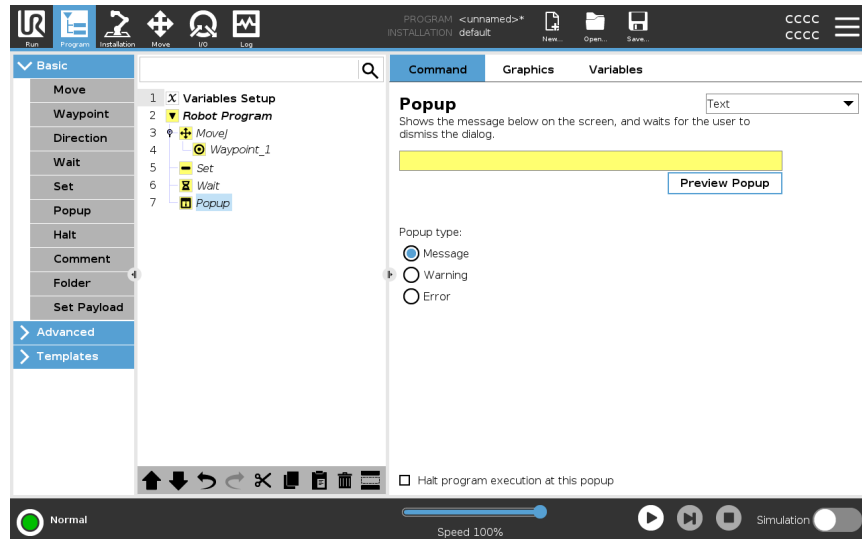 UR
PROGRAM <unnamed>*
INSTALLATION default
CCCC
CCCC
Run Program Installation Move I/O Log New... Open... Save...
Basic
Move
Waypoint
Direction
Wait
Set
Popup
Halt
Comment
Folder
Set Payload
Advanced
Templates
1 X Variables Setup
2 Robot Program
3 MoveJ
4 Waypoint_1
5 Set
6 Wait
7 Popup
Command Graphics Variables
Popup
Text
Shows the message below on the screen, and waits for the user to
dismiss the dialog.
Preview Popup
Popup type:
Message
Warning
Error
Halt program execution at this popup
Normal
Speed 100%
Simulation